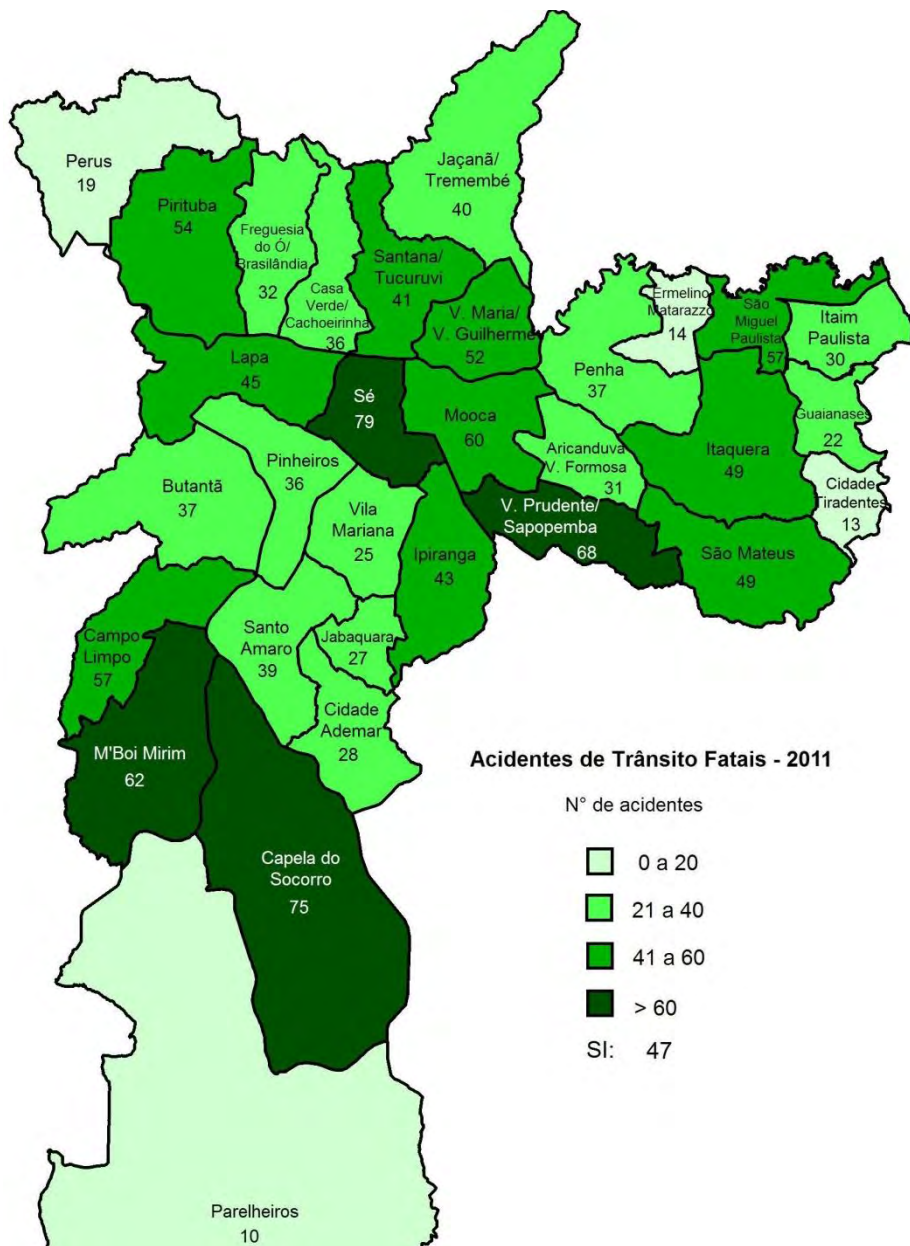 Perus
19
Pirituba
54
Freguesia
do Ó/
Brasilândia
32
Casa
Verde/
Cachoeirinha
36
Santana/
Tucuruvi
41
Jaçanã/
Tremembé
40
V. Maria/
V. Guilherme
52
Ermelino
Matarazzo
14
São
Miguel
Paulista
57
Itaim
Paulista
30
Lapa
45
Sé
79
Mooca
60
Penha
37
Aricanduva
V. Formosa
31
Itaquera
49
Guaianases
22
Cidade
Tiradentes
13
Butantã
37
Pinheiros
36
Vila
Mariana
25
Ipiranga
43
V. Prudente/
Sapopemba
68
São Mateus
49
Campo
Limpo
57
Santo
Amaro
39
Jabaquara
27
Cidade
Ademar
28
M'Boi Mirim
62
Capela do
Socorro
75
Parelheiros
10
Acidentes de Trânsito Fatais - 2011
N° de acidentes
0 a 20
21 a 40
41 a 60
> 60
SI: 47